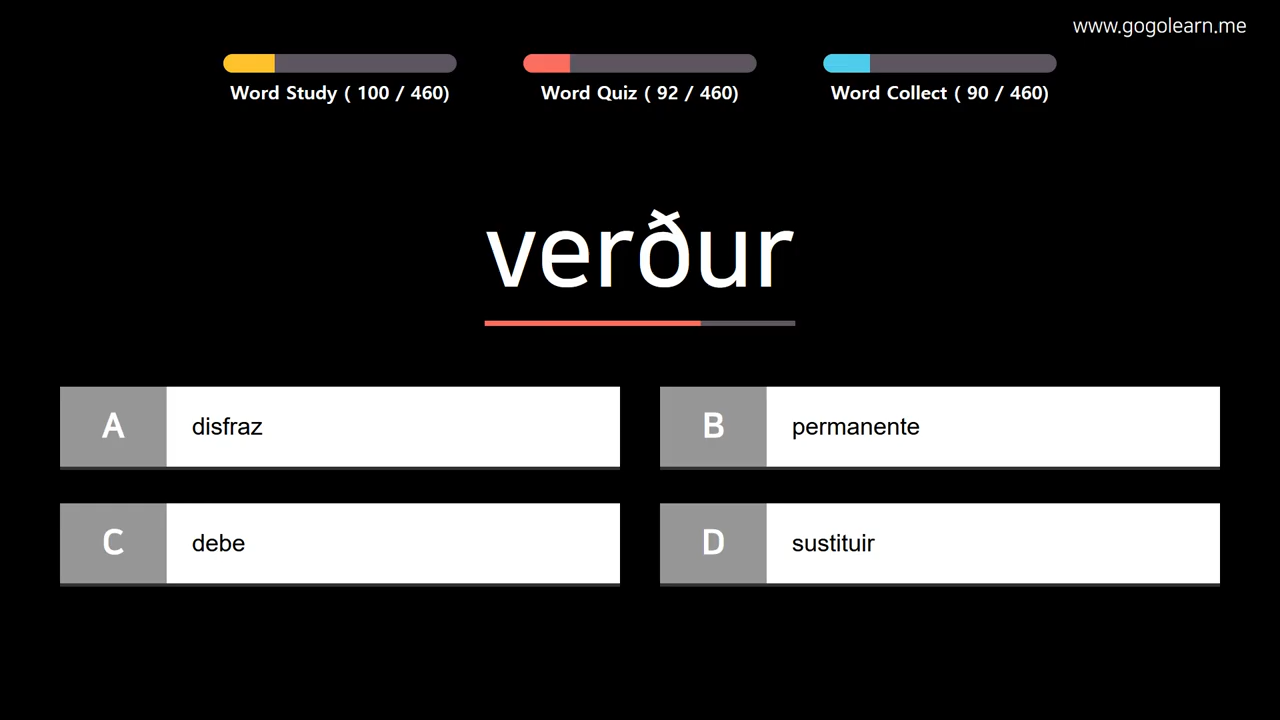 www.gogolearn.me
Word Study ( 100 / 460)
Word Quiz ( 92 / 460)
Word Collect ( 90 / 460)
verður
A disfraz
B permanente
C debe
D sustituir